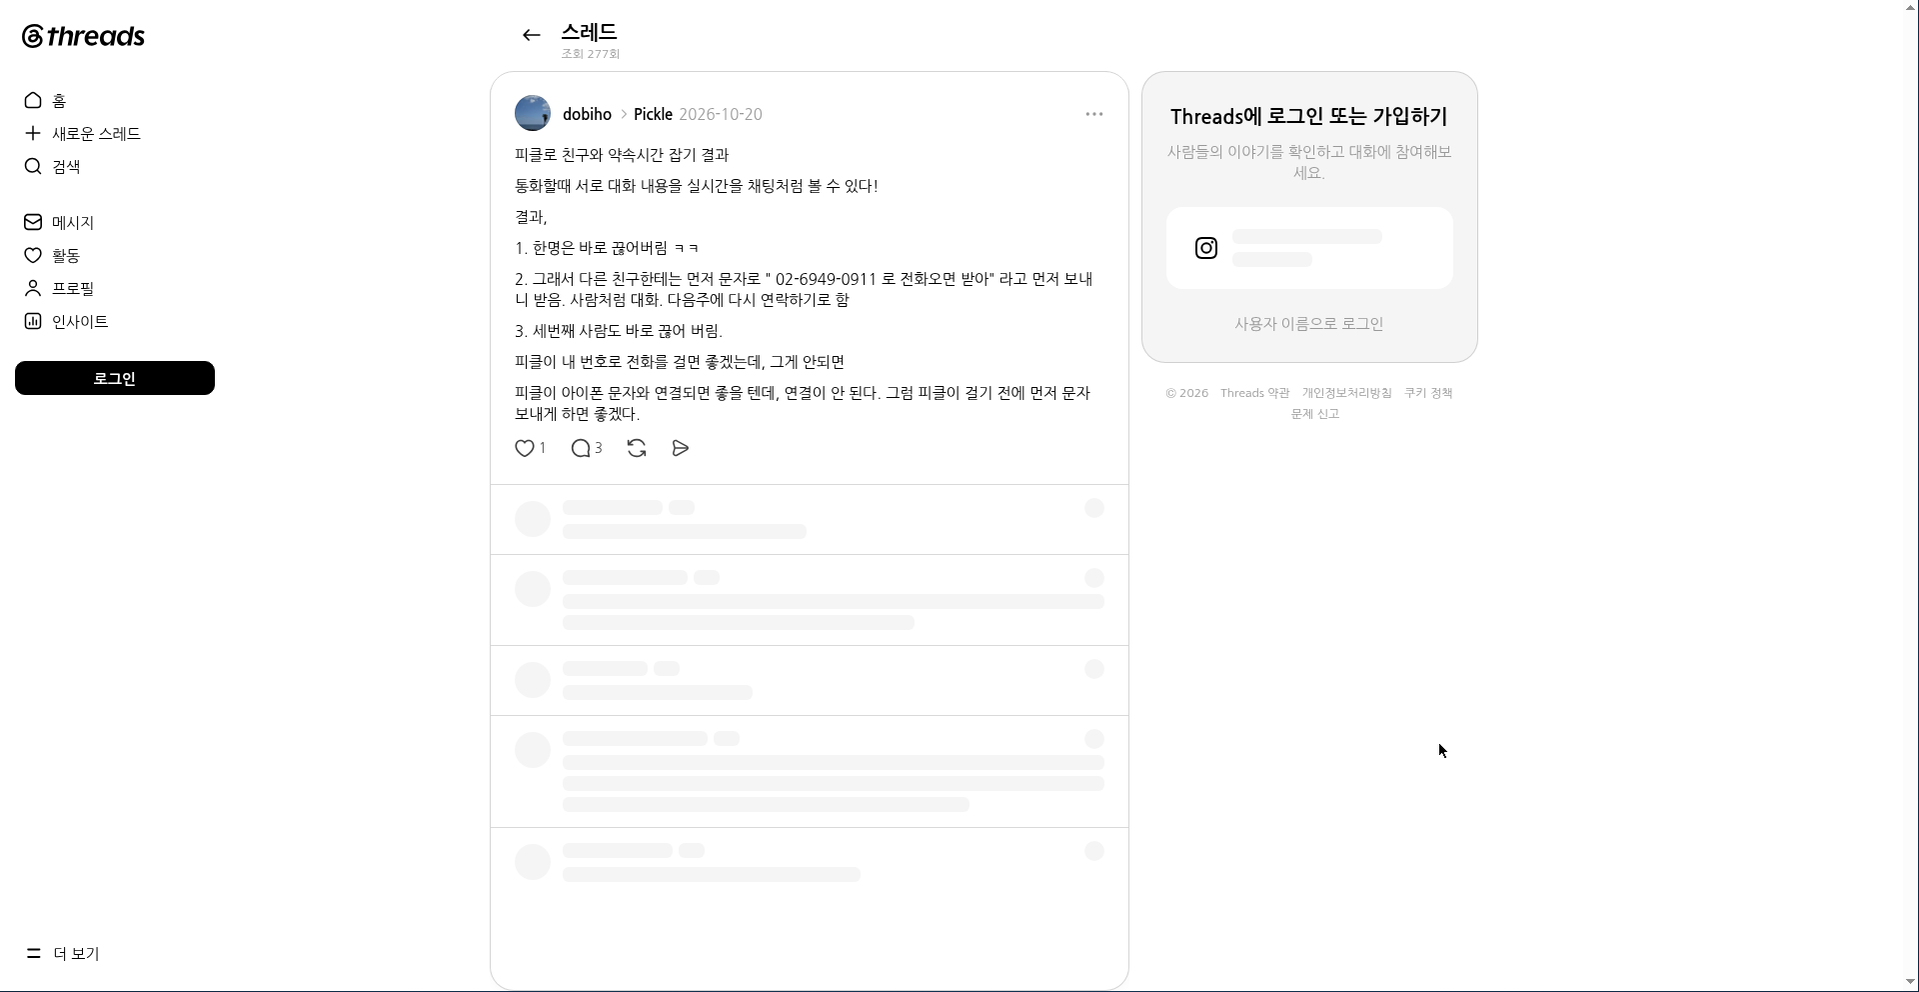 threads
홈
새로운 스레드
검색
메시지
활동
프로필
인사이트
로그인
더 보기
스레드
조회 277회
dobiho > Pickle 2026-10-20
피클로 친구와 약속시간 잡기 결과
통화할때 서로 대화 내용을 실시간을 채팅처럼 볼 수 있다!
결과,
1. 한명은 바로 끊어버림 ㅋㅋ
2. 그래서 다른 친구한테는 먼저 문자로 " 02-6949-0911 로 전화오면 받아" 라고 먼저 보내
니 받음. 사람처럼 대화. 다음주에 다시 연락하기로 함
3. 세번째 사람도 바로 끊어 버림.
피클이 내 번호로 전화를 걸면 좋겠는데, 그게 안되면
피클이 아이폰 문자와 연결되면 좋을 텐데, 연결이 안 된다. 그럼 피클이 걸기 전에 먼저 문자
보내게 하면 좋겠다.
1 3
Threads에 로그인 또는 가입하기
사람들의 이야기를 확인하고 대화에 참여해보
세요.
사용자 이름으로 로그인
© 2026 Threads 약관 개인정보처리방침 쿠키 정책
문제 신고